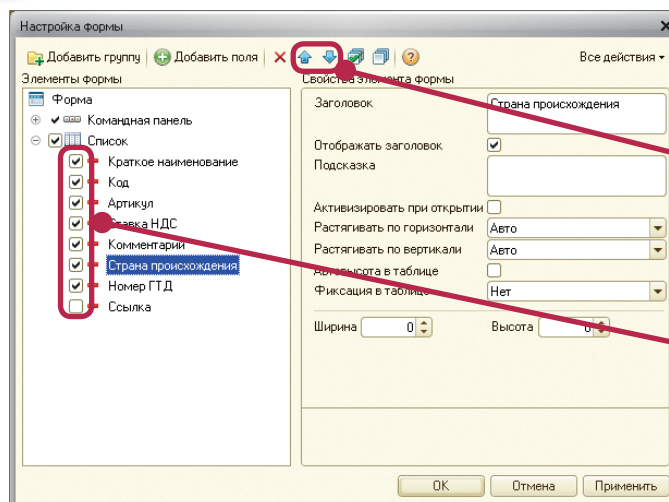 Настройка формы
Добавить группу Добавить поля Все действия
Элементы формы
Свойства элемента формы
Форма
Командная панель
Список
Краткое наименование
Код
Артикул
Ставка НДС
Комментарий
Страна происхождения
Номер ГТД
Ссылка
Заголовок Страна происхождения
Отображать заголовок
Подсказка
Активизировать при открытии
Растягивать по горизонтали Авто
Растягивать по вертикали Авто
Автовысота в таблице
Фиксация в таблице Нет
Ширина 0 Высота 0
OK Отмена Применить